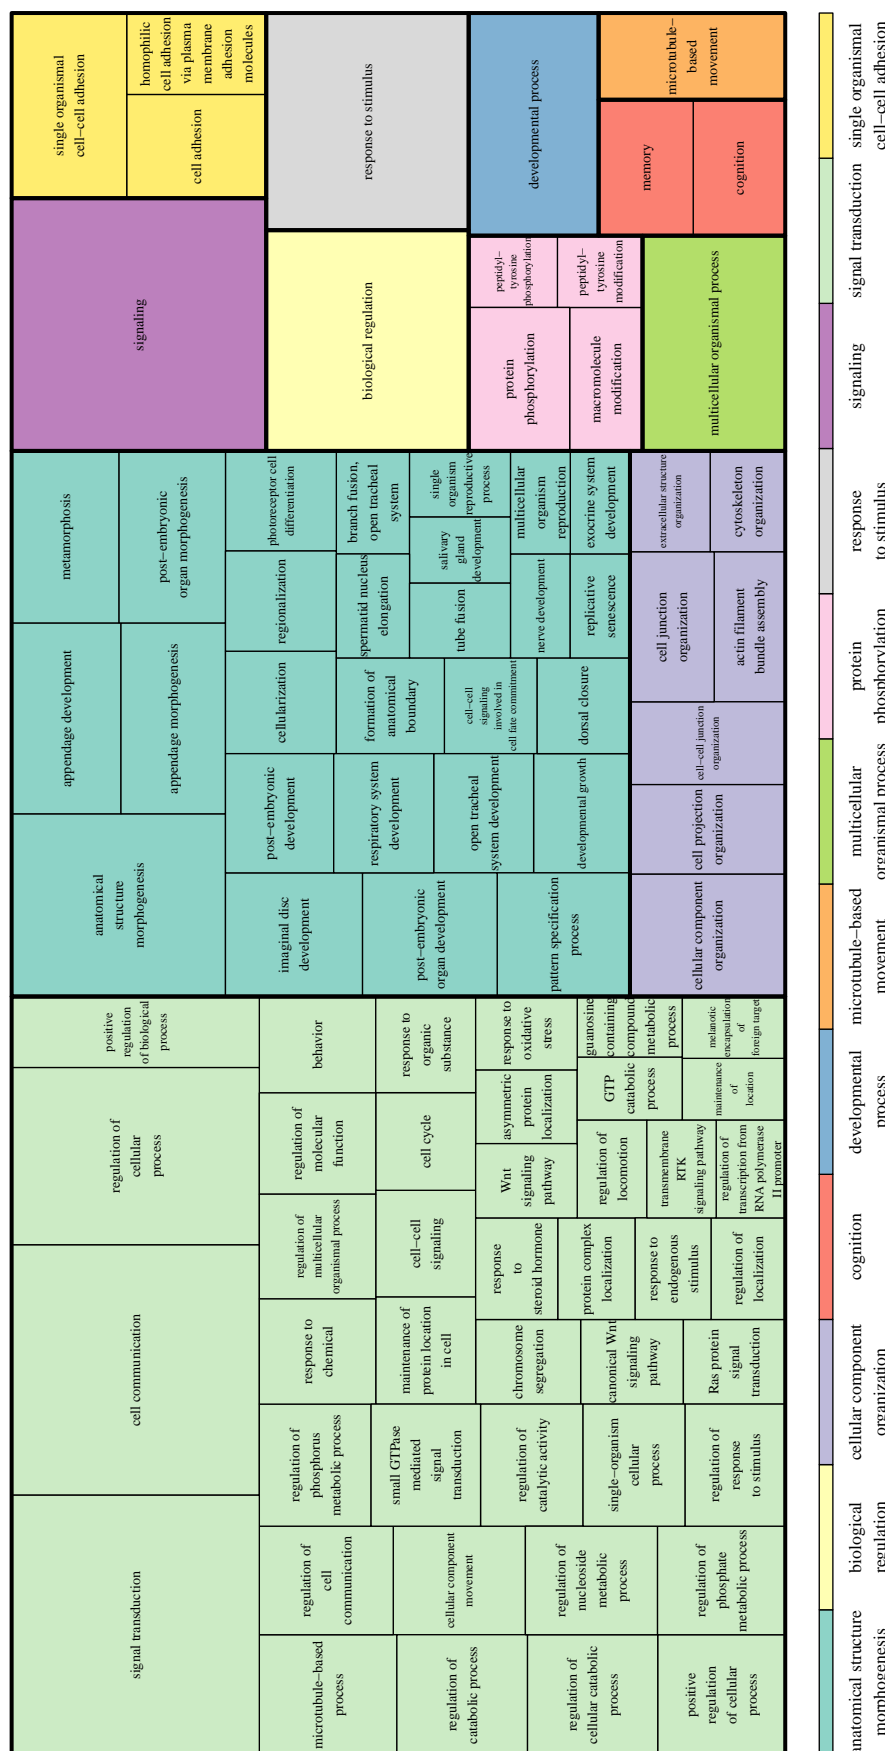 single organismal
cell−cell adhesion
homophilic
cell adhesion
via plasma
membrane
adhesion
molecules
cell adhesion
signaling
response to stimulus
biological regulation
developmental process
microtubule−
based
movement
memory
cognition
peptidyl−
tyrosine
phosphorylation
peptidyl−
tyrosine
modification
protein
phosphorylation
macromolecule
modification
multicellular organismal process
metamorphosis
post−embryonic
organ morphogenesis
appendage development
appendage morphogenesis
anatomical
structure
morphogenesis
photoreceptor cell
differentiation
regionalization
cellularization
post−embryonic
development
imaginal disc
development
branch fusion,
open tracheal
system
spermatid nucleus
elongation
single
organism
reproductive
process
salivary
gland
development
tube fusion
multicellular
organism
reproduction
exocrine system
development
nerve development
replicative
senescence
formation of
anatomical
boundary
cell−cell
signaling
involved in
cell fate commitment
dorsal closure
respiratory system
development
open tracheal
system development
developmental growth
post−embryonic
organ development
pattern specification
process
extracellular structure
organization
cytoskeleton
organization
cell junction
organization
actin filament
bundle assembly
cell−cell junction
organization
cell projection
organization
cellular component
organization
positive
regulation
of biological
process
regulation of
cellular
process
cell communication
signal transduction
behavior
regulation of
molecular
function
regulation of
multicellular
organismal process
response to
chemical
response to
organic
substance
cell cycle
cell−cell
signaling
maintenance of
protein location
in cell
response to
oxidative
stress
asymmetric
protein
localization
Wnt
signaling
pathway
guanosine−
containing
compound
metabolic
process
GTP
catabolic
process
melanotic
encapsulation
of
foreign target
maintenance
of
location
regulation of
locomotion
transmembrane
RTK
signaling pathway
regulation of
transcription from
RNA polymerase
II promoter
response
to
steroid hormone
protein complex
localization
response to
endogenous
stimulus
regulation of
localization
chromosome
segregation
canonical Wnt
signaling
pathway
Ras protein
signal
transduction
regulation of
phosphorus
metabolic process
small GTPase
mediated
signal
transduction
regulation of
catalytic activity
single−organism
cellular
process
regulation of
response
to stimulus
regulation of
cell
communication
cellular component
movement
regulation of
nucleoside
metabolic
process
regulation of
phosphate
metabolic process
microtubule−based
process
regulation of
catabolic process
regulation of
cellular catabolic
process
positive
regulation
of cellular
process
anatomical structure
morphogenesis
biological
regulation
cellular component
organization
cognition
developmental
process
microtubule−based
movement
multicellular
organismal process
protein
phosphorylation
response
to stimulus
signaling
signal transduction
single organismal
cell−cell adhesion